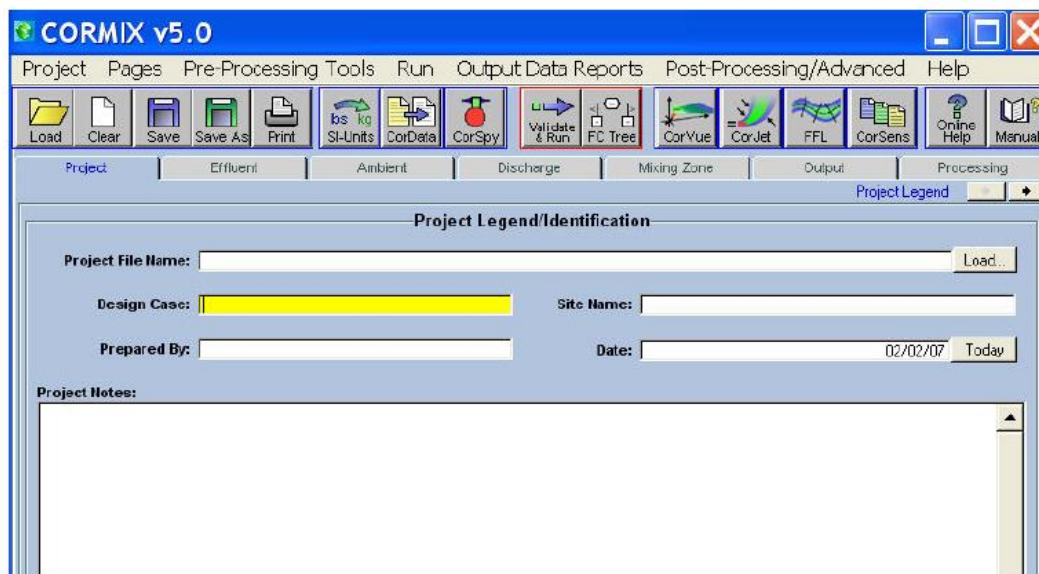 CORMIX v5.0
Project Pages Pre-Processing Tools Run Output Data Reports Post-Processing/Advanced Help
Load Clear Save Save As Print bs kg SI-Units CorData CorSpy Validate & Run FC Tree CorVue CorJet FFL CorSens Online Help Manual
Project Effluent Ambient Discharge Mixing Zone Output Processing
Project Legend
Project Legend/Identification
Project File Name: Load...
Design Case: Site Name:
Prepared By: Date: 02/02/07 Today
Project Notes: